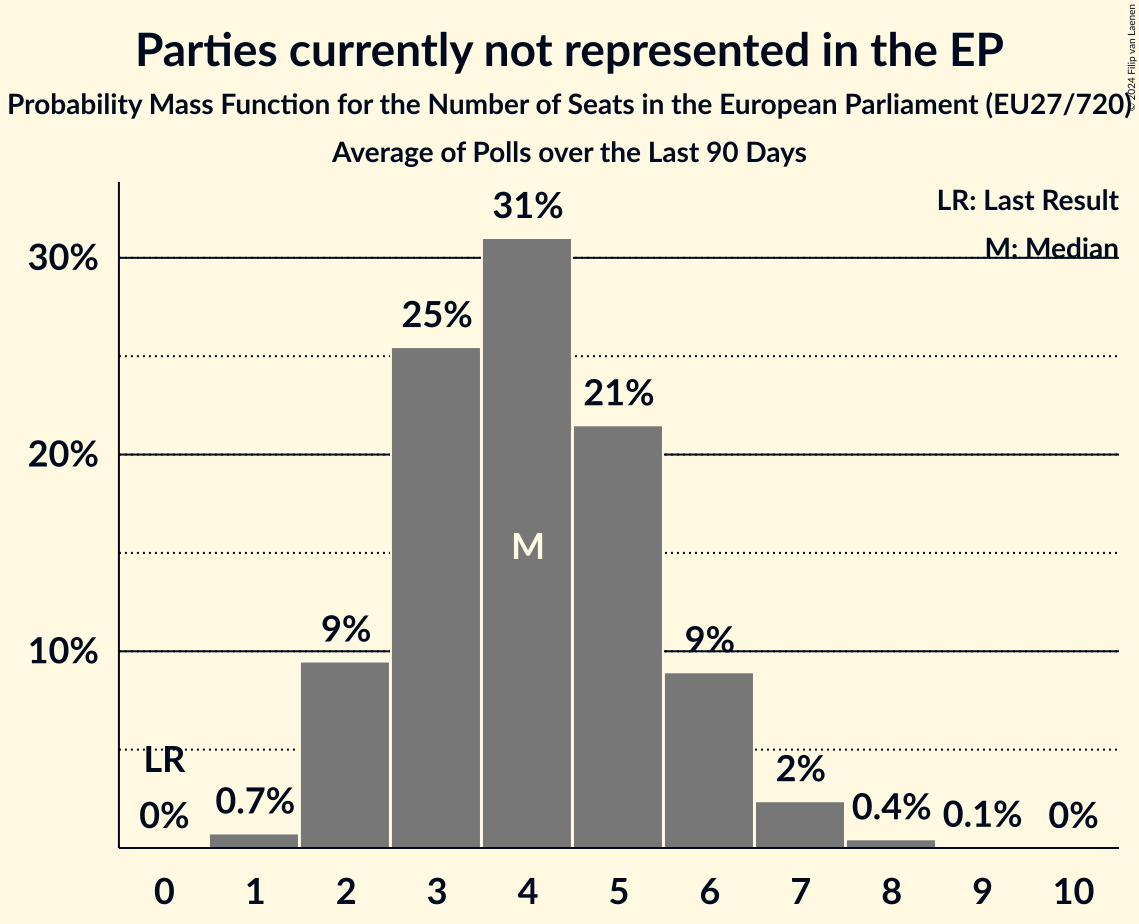 Parties currently not represented in the EP
Probability Mass Function for the Number of Seats in the European Parliament (EU27/720)
Average of Polls over the Last 90 Days
© 2024 Filip van Laenen
LR: Last Result
M: Median
30%
20%
10%
LR
0%
0.7%
9%
25%
31%
M
21%
9%
2%
0.4%
0.1%
0%
0 1 2 3 4 5 6 7 8 9 10